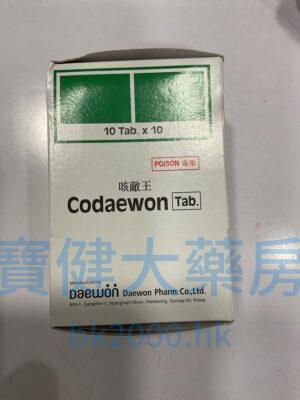 10 Tab. x 10
POISON 毒藥
咳敵王
Codaewon Tab.
寶健大藥房
Manufactured by
Daewon Daewon Pharm. Co., Ltd.
bk2000.hk